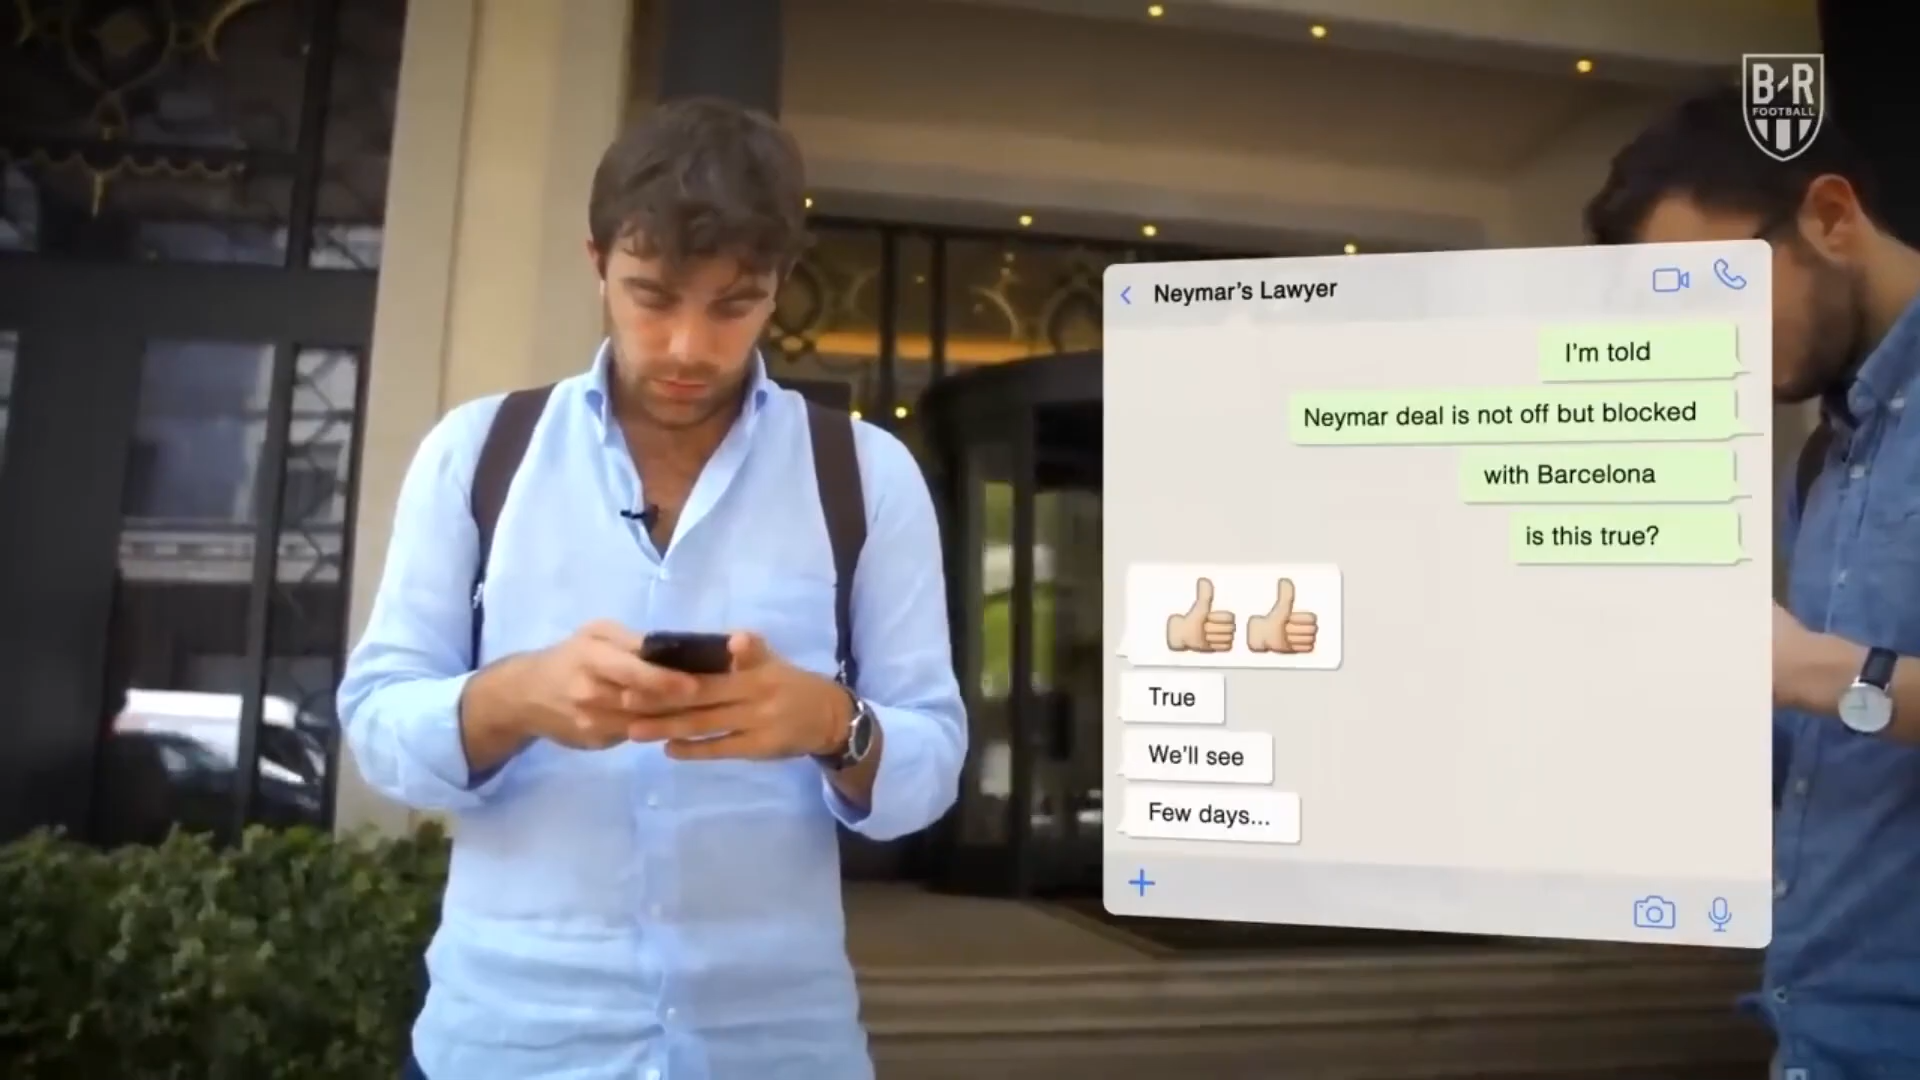 B/R
FOOTBALL
Neymar's Lawyer
I'm told
Neymar deal is not off but blocked
with Barcelona
is this true?
👍🏼👍🏼
True
We'll see
Few days...